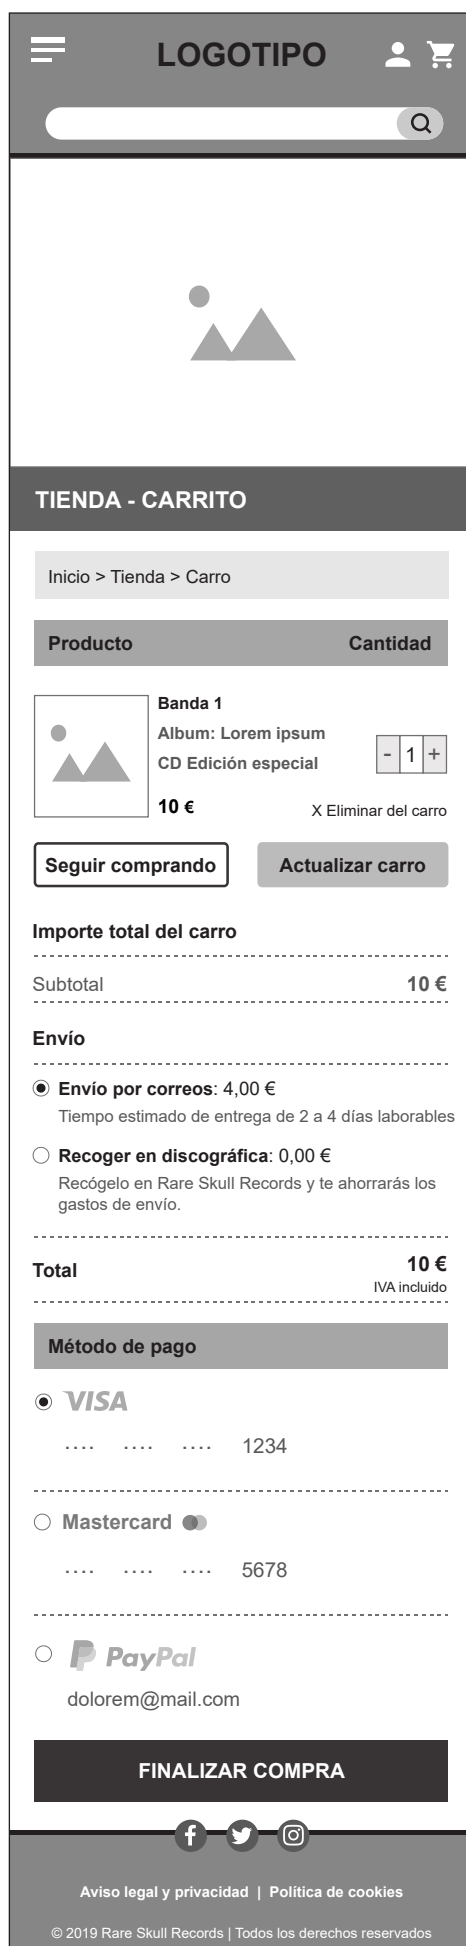 LOGOTIPO
TIENDA - CARRITO
Inicio > Tienda > Carro
Producto Cantidad
Banda 1
Album: Lorem ipsum
CD Edición especial
- 1 +
10 €
X Eliminar del carro
Seguir comprando Actualizar carro
Importe total del carro
Subtotal 10 €
Envío
Envío por correos: 4,00 €
Tiempo estimado de entrega de 2 a 4 días laborables
Recoger en discográfica: 0,00 €
Recógelo en Rare Skull Records y te ahorrarás los
gastos de envío.
Total 10 €
IVA incluido
Método de pago
VISA
.... .... .... 1234
Mastercard
.... .... .... 5678
PayPal
dolorem@mail.com
FINALIZAR COMPRA
Aviso legal y privacidad | Política de cookies
© 2019 Rare Skull Records | Todos los derechos reservados